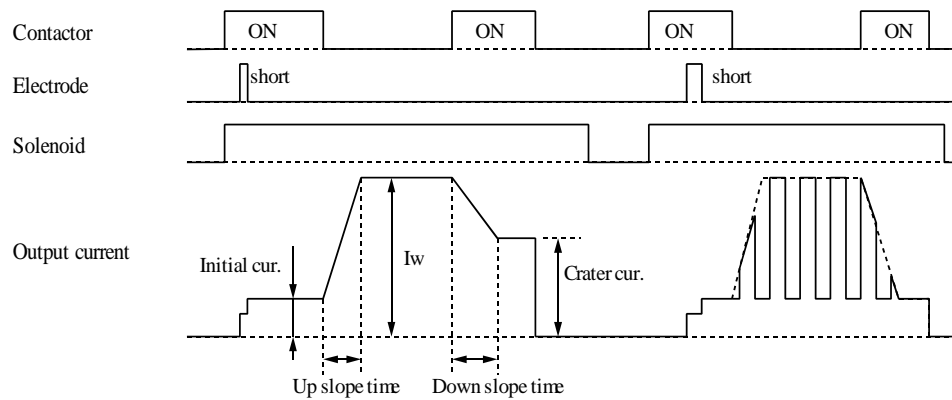 Contactor ON ON ON ON
Electrode short short
Solenoid
Output current
Initial cur. Iw Crater cur.
Up slope time Down slope time